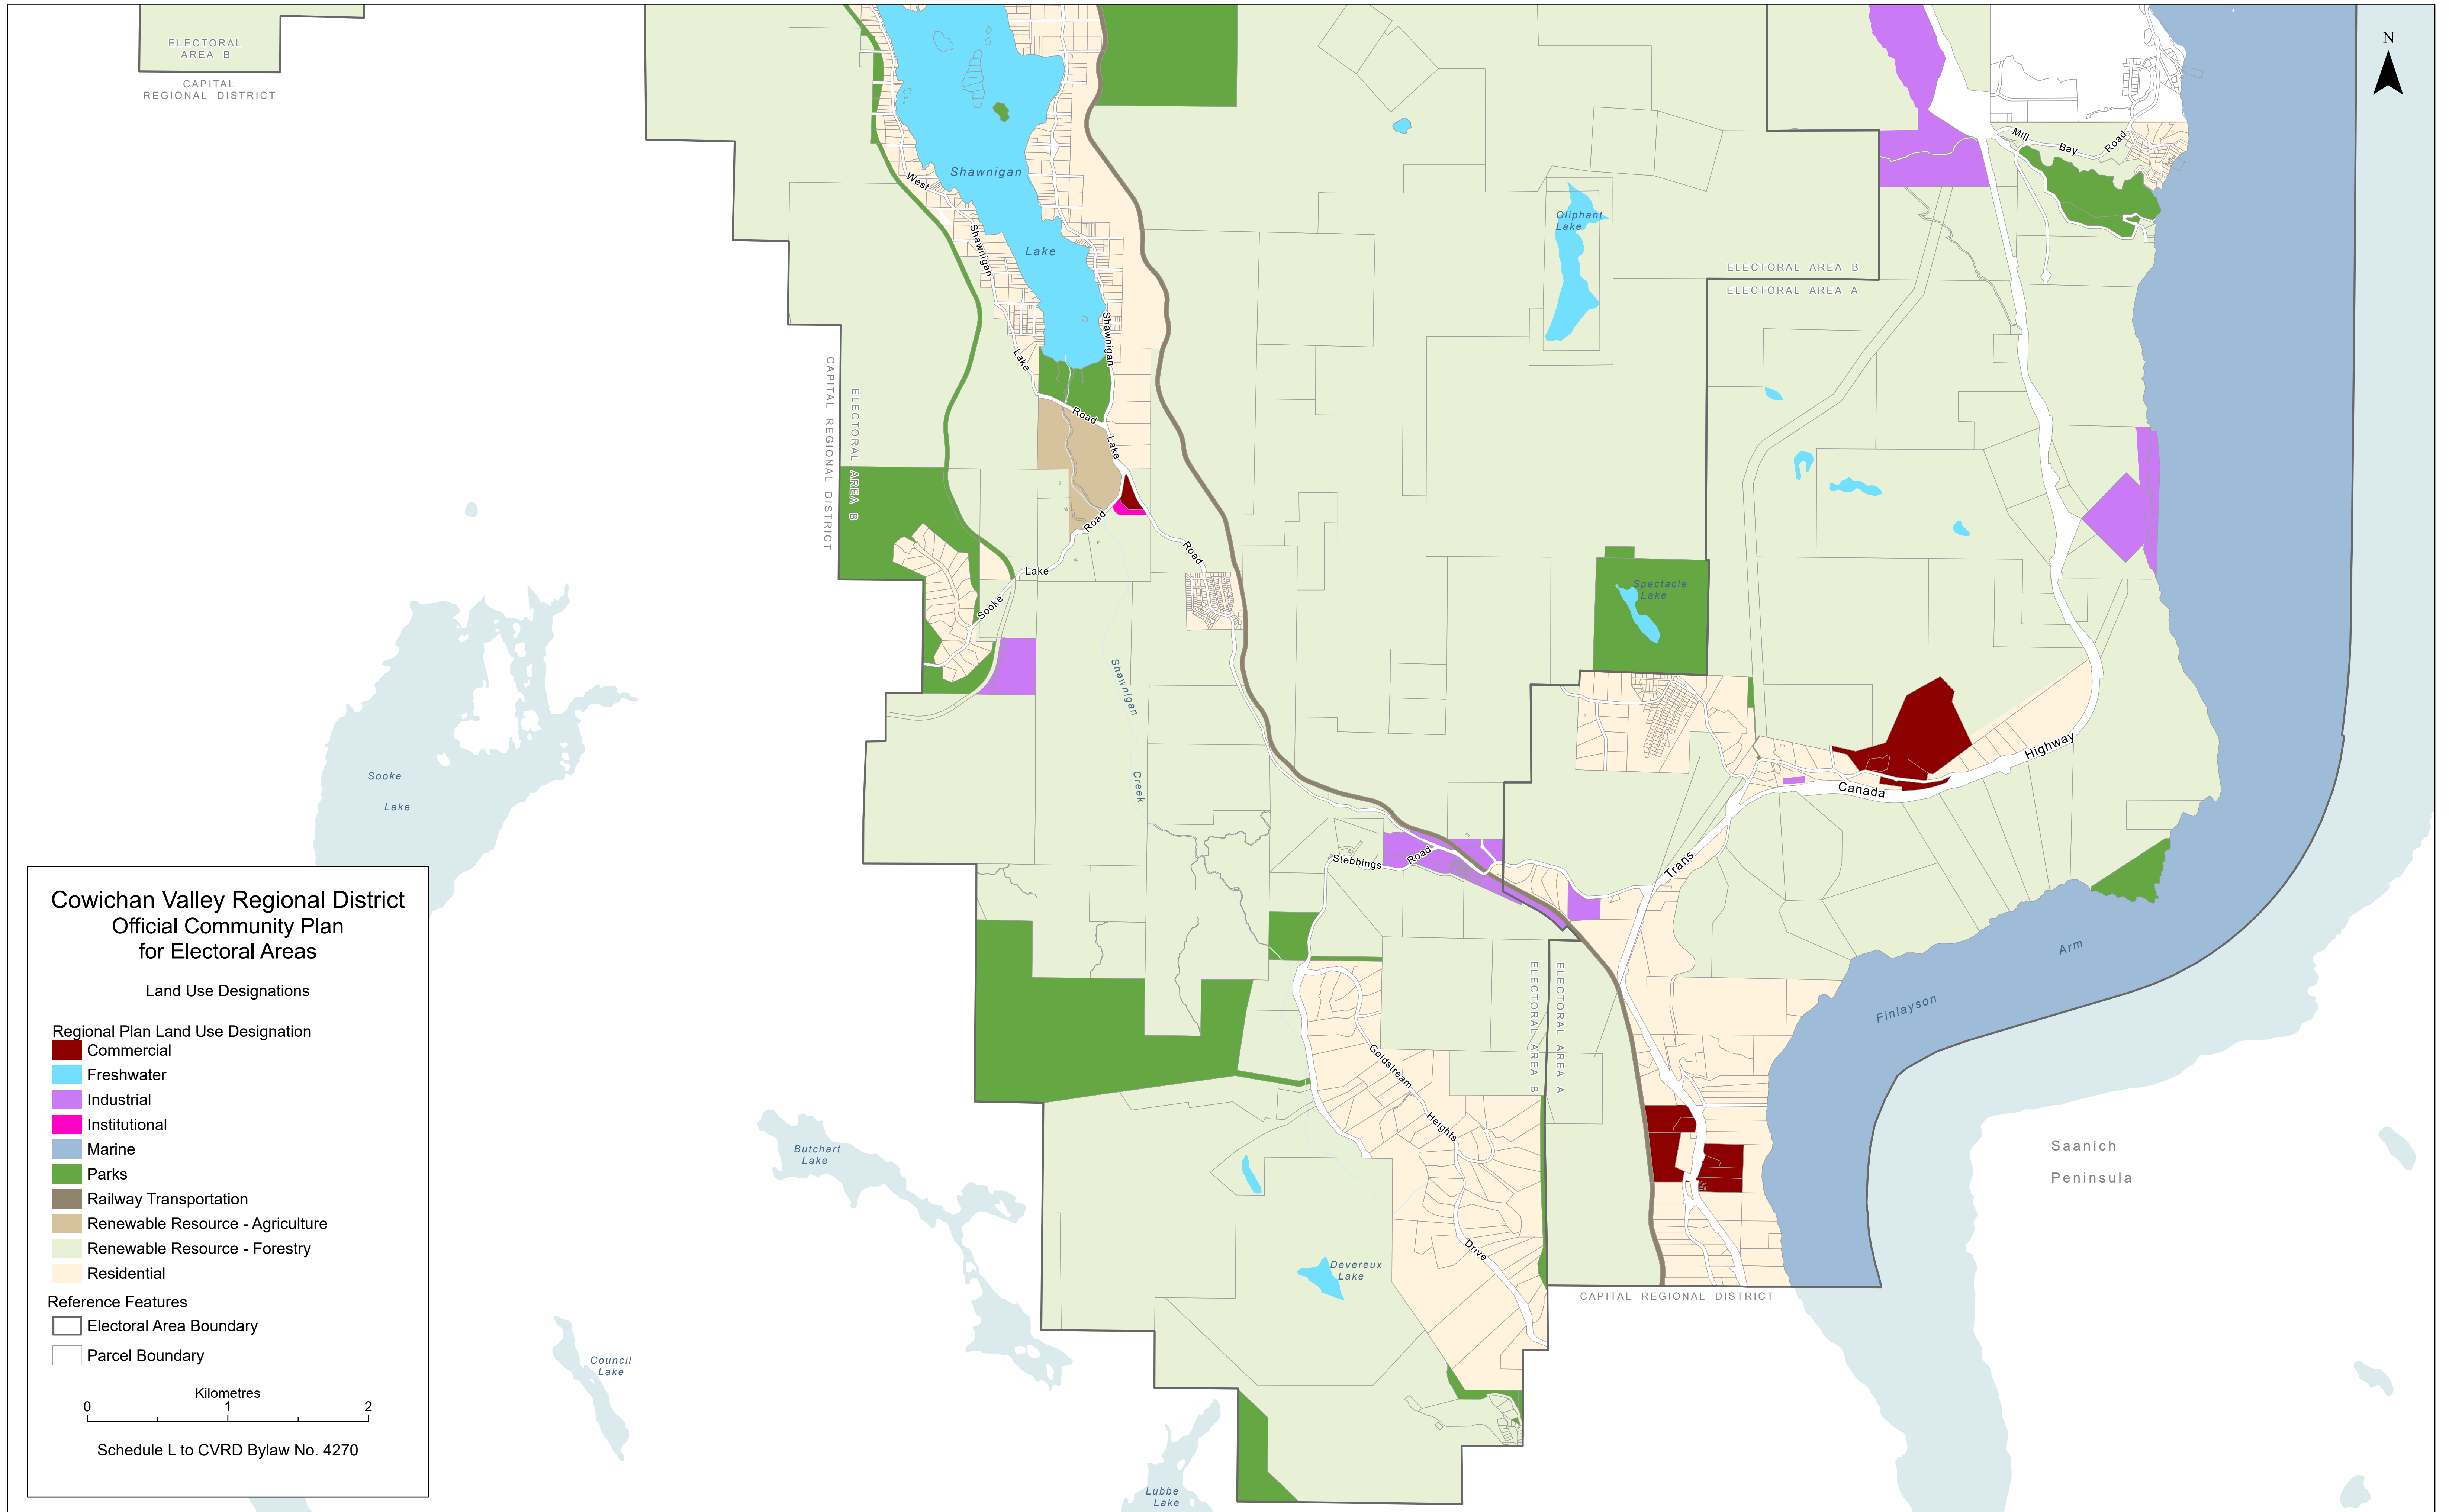 ELECTORAL
AREA B
CAPITAL
REGIONAL DISTRICT
N
Mill
Bay
Road
Shawnigan
Lake
West
Shawnigan
Lake
Road
Shawnigan
Lake
Road
Oliphant
Lake
ELECTORAL AREA B
ELECTORAL AREA A
CAPITAL REGIONAL DISTRICT
ELECTORAL AREA B
Sooke
Lake
Road
Spectacle
Lake
Shawnigan
Creek
Sooke
Lake
Trans
Canada
Highway
Stebbings
Road
Finlayson
Arm
ELECTORAL AREA B
ELECTORAL AREA A
Goldstream
Heights
Drive
Butchart
Lake
Devereux
Lake
Council
Lake
Lubbe
Lake
Saanich
Peninsula
CAPITAL REGIONAL DISTRICT
Cowichan Valley Regional District
Official Community Plan
for Electoral Areas
Land Use Designations
Regional Plan Land Use Designation
Commercial
Freshwater
Industrial
Institutional
Marine
Parks
Railway Transportation
Renewable Resource - Agriculture
Renewable Resource - Forestry
Residential
Reference Features
Electoral Area Boundary
Parcel Boundary
Kilometres
0 1 2
Schedule L to CVRD Bylaw No. 4270